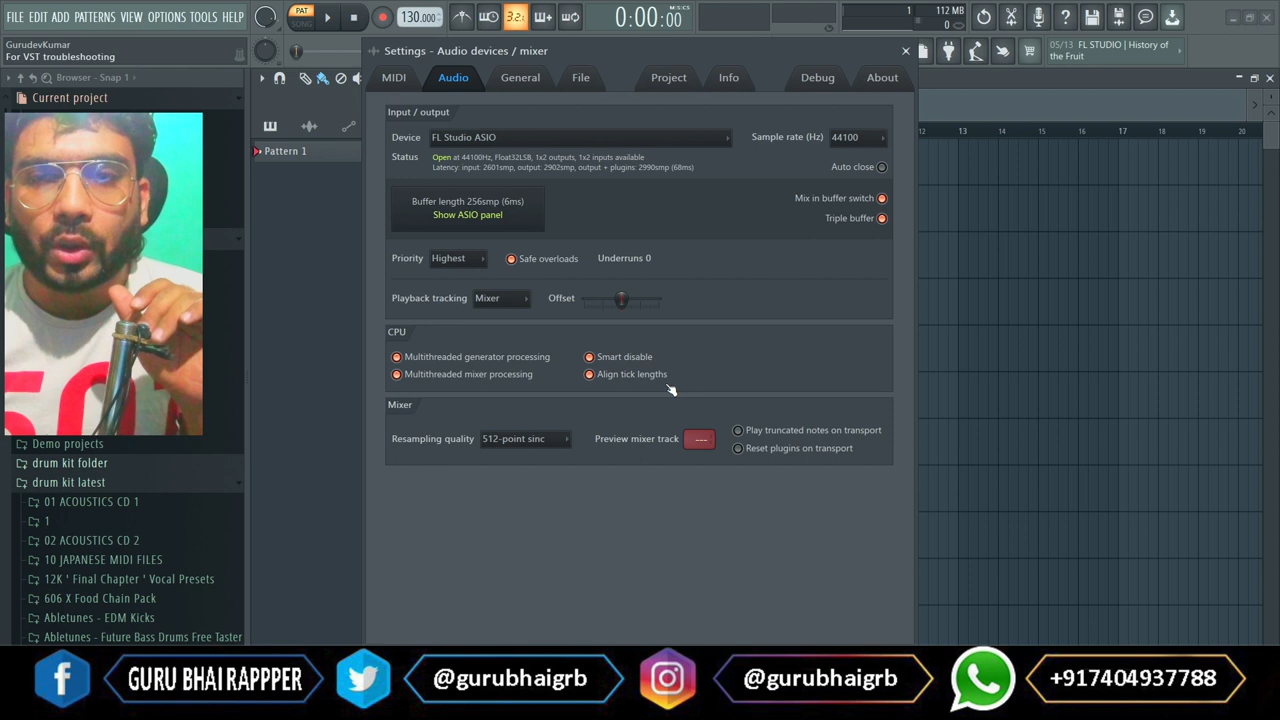 FILE EDIT ADD PATTERNS VIEW OPTIONS TOOLS HELP
PAT
SONG
130.000
3.2.
0:00:00
M:S:CS
1
112 MB
0
GurudevKumar
For VST troubleshooting
05/13 FL STUDIO | History of
the Fruit
Browser - Snap 1
Current project
Demo projects
drum kit folder
drum kit latest
01 ACOUSTICS CD 1
1
02 ACOUSTICS CD 2
10 JAPANESE MIDI FILES
12K ' Final Chapter ' Vocal Presets
606 X Food Chain Pack
Abletunes - EDM Kicks
Abletunes - Future Bass Drums Free Taster
Pattern 1
Settings - Audio devices / mixer
MIDI
Audio
General
File
Project
Info
Debug
About
Input / output
Device
FL Studio ASIO
Sample rate (Hz)
44100
Status
Open at 44100Hz, Float32LSB, 1x2 outputs, 1x2 inputs available
Latency: input: 2601smp, output: 2902smp, output + plugins: 2990smp (68ms)
Auto close
Buffer length 256smp (6ms)
Show ASIO panel
Mix in buffer switch
Triple buffer
Priority
Highest
Safe overloads
Underruns 0
Playback tracking
Mixer
Offset
CPU
Multithreaded generator processing
Smart disable
Multithreaded mixer processing
Align tick lengths
Mixer
Resampling quality
512-point sinc
Preview mixer track
---
Play truncated notes on transport
Reset plugins on transport
12 13 14 15 16 17 18 19 20
GURU BHAI RAPPPER
@gurubhaigrb
@gurubhaigrb
+917404937788